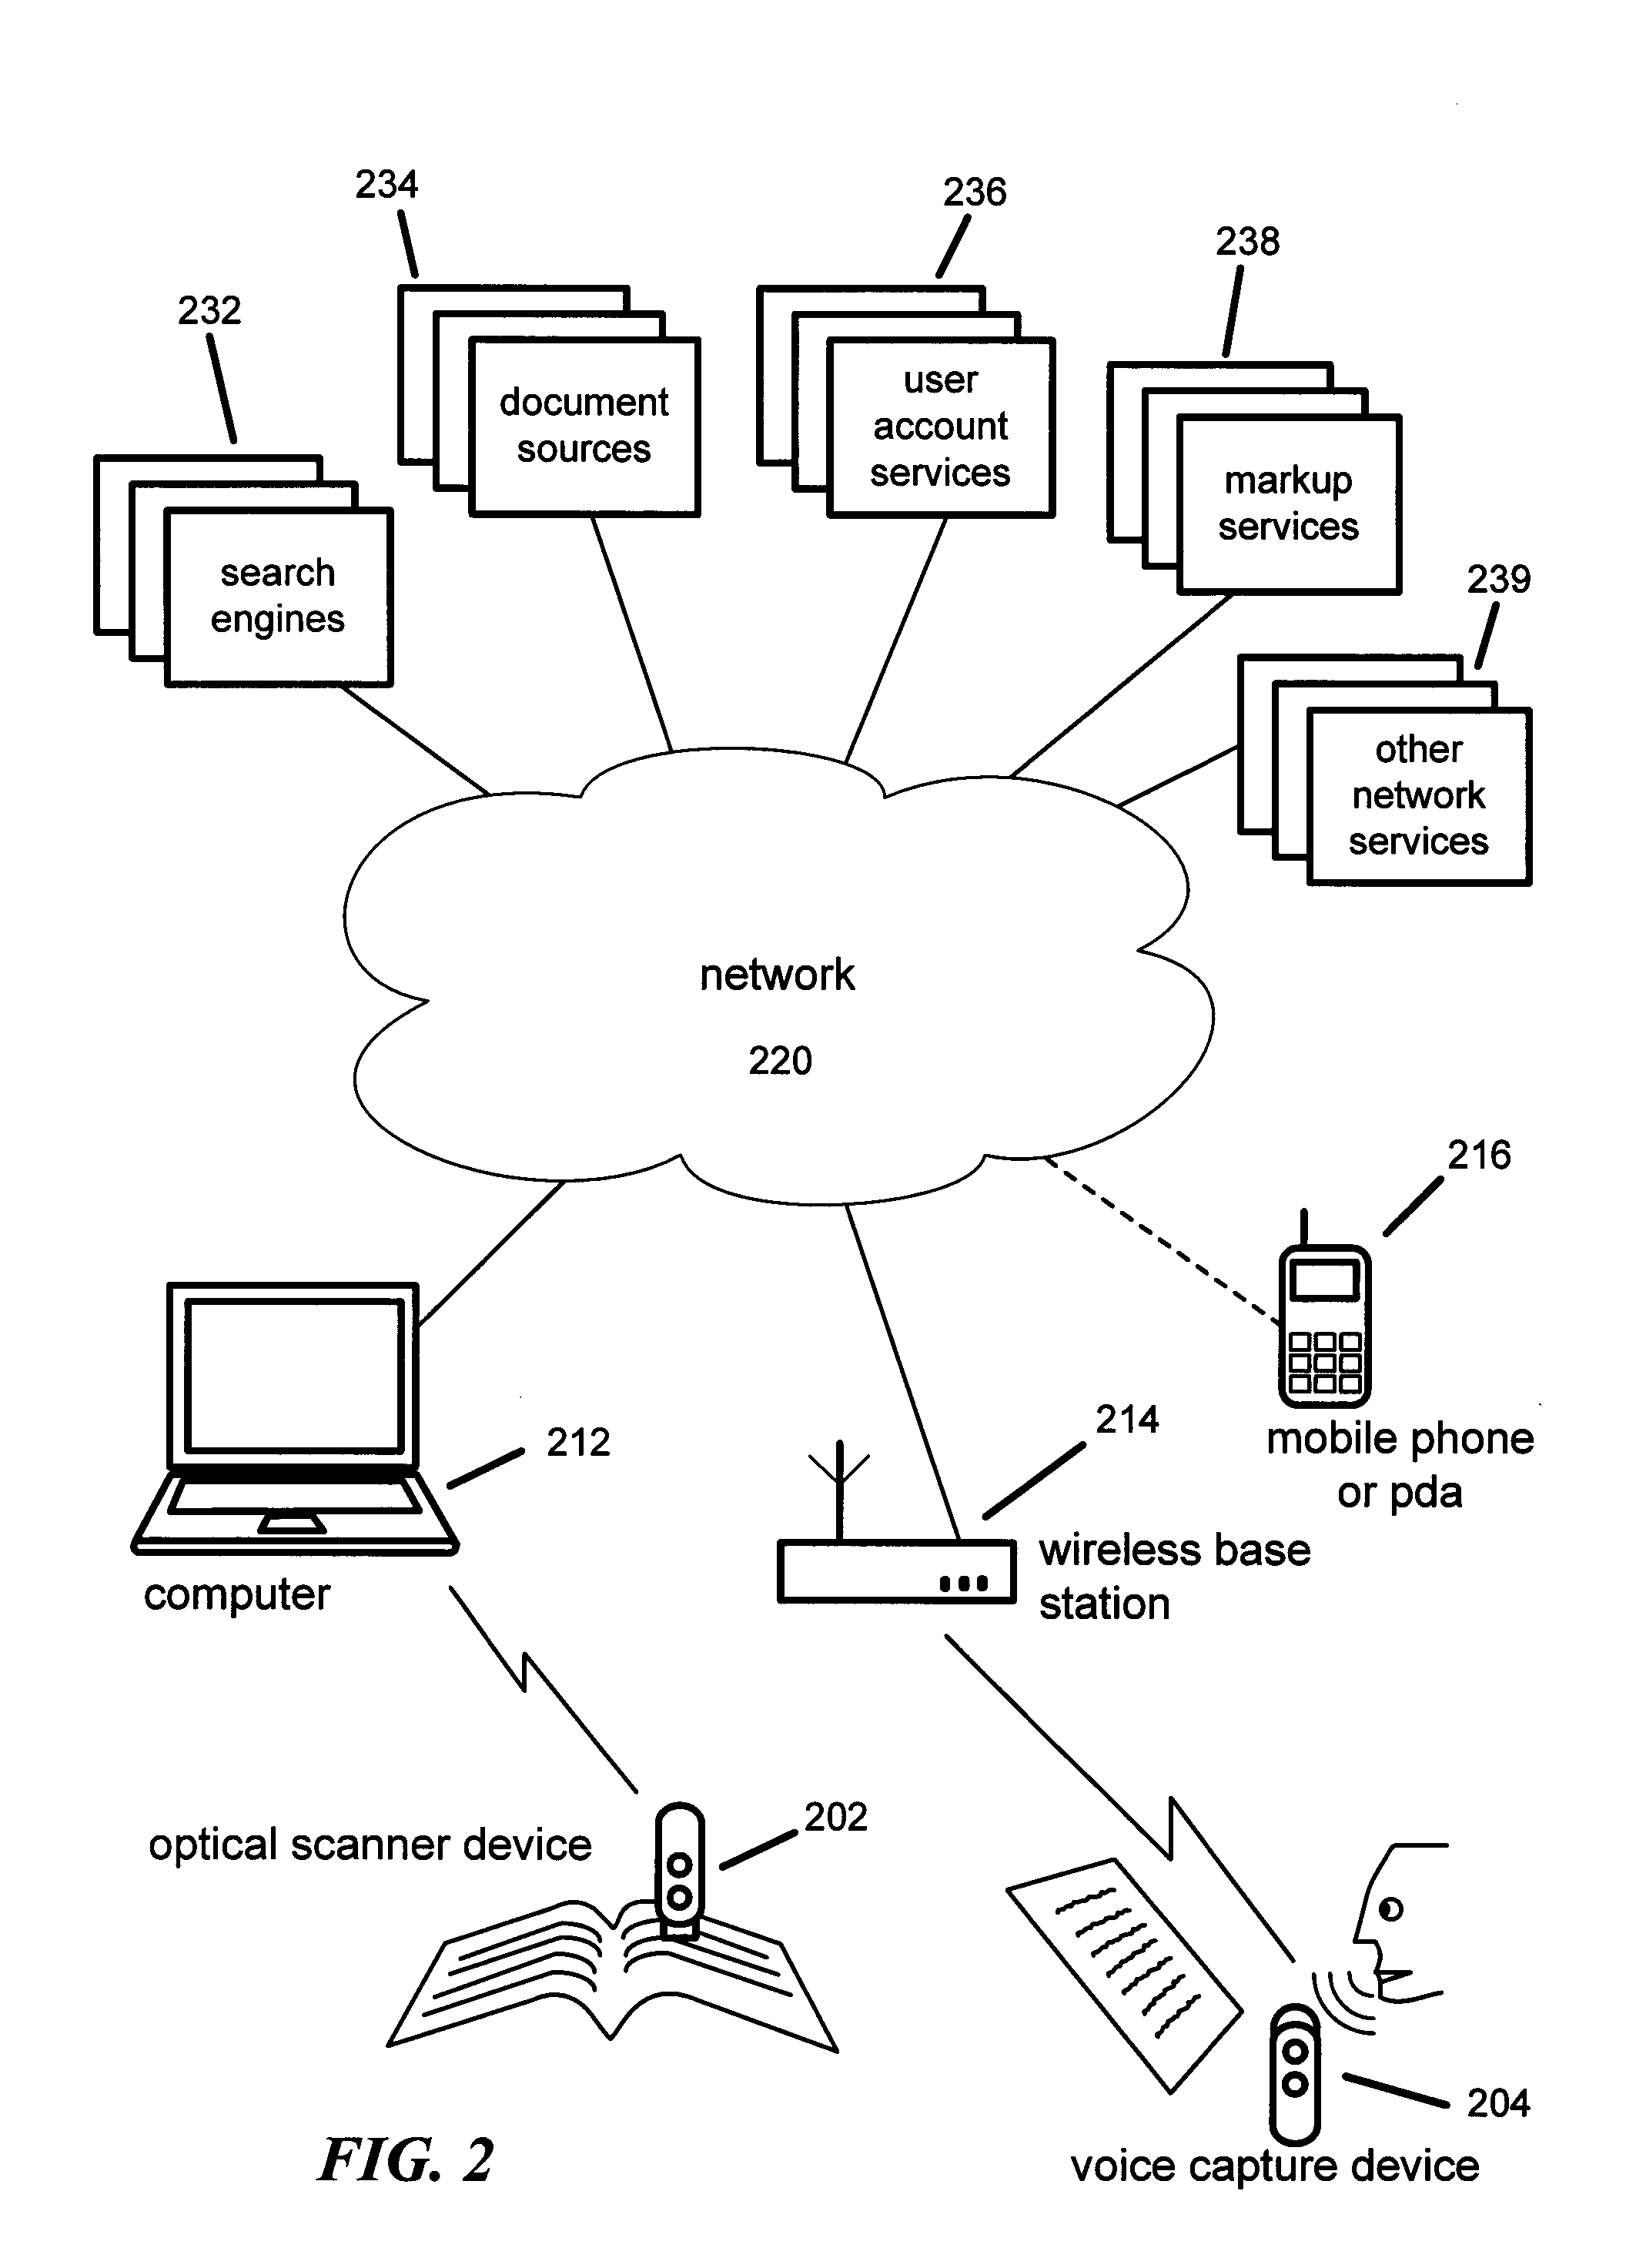 234
236
238
232
document
sources
user
account
services
markup
services
239
search
engines
other
network
services
network
220
216
mobile phone
or pda
214
212
wireless base
station
computer
202
optical scanner device
204
voice capture device
FIG. 2